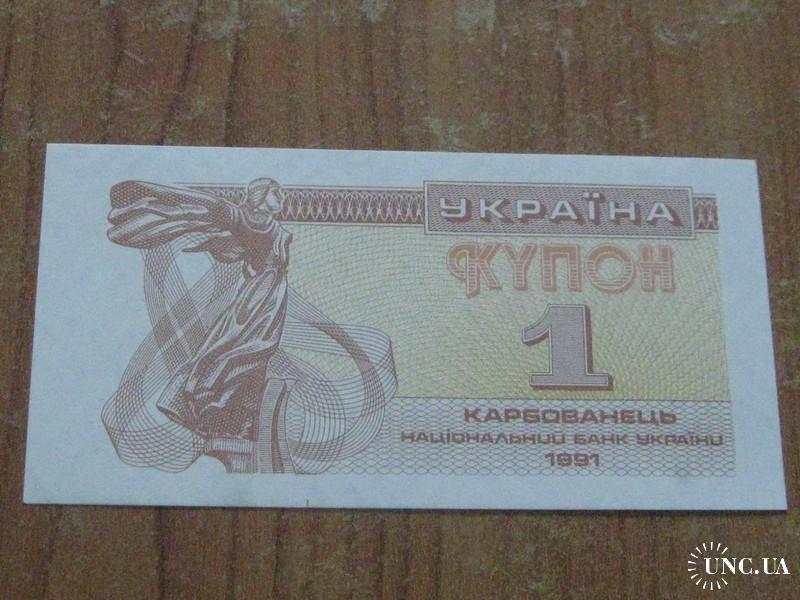 УКРАЇНА
КУПОН
1
КАРБОВАНЕЦЬ
НАЦІОНАЛЬНИЙ БАНК УКРАЇНИ
1991
UNC.UA